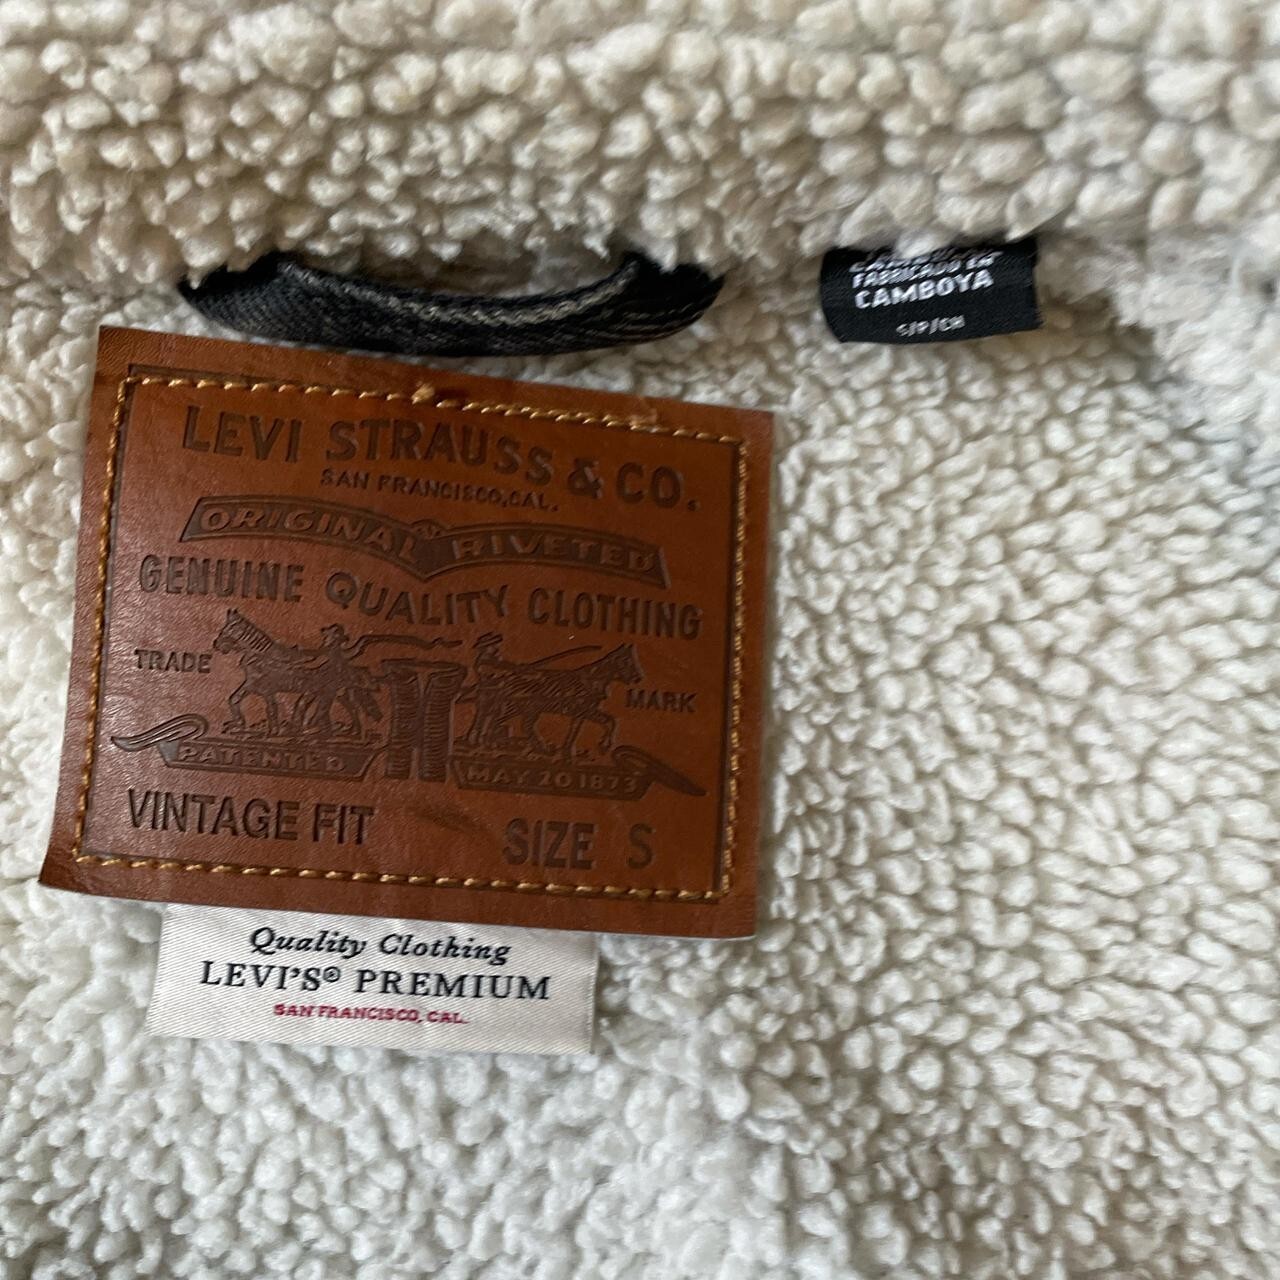 FABRICADO EN
CAMBOYA
S/P/CH
LEVI STRAUSS & CO.
SAN FRANCISCO, CAL.
ORIGINAL RIVETED
GENUINE QUALITY CLOTHING
TRADE MARK
PATENTED MAY 20 1873
VINTAGE FIT SIZE S
Quality Clothing
LEVI'S® PREMIUM
SAN FRANCISCO, CAL.